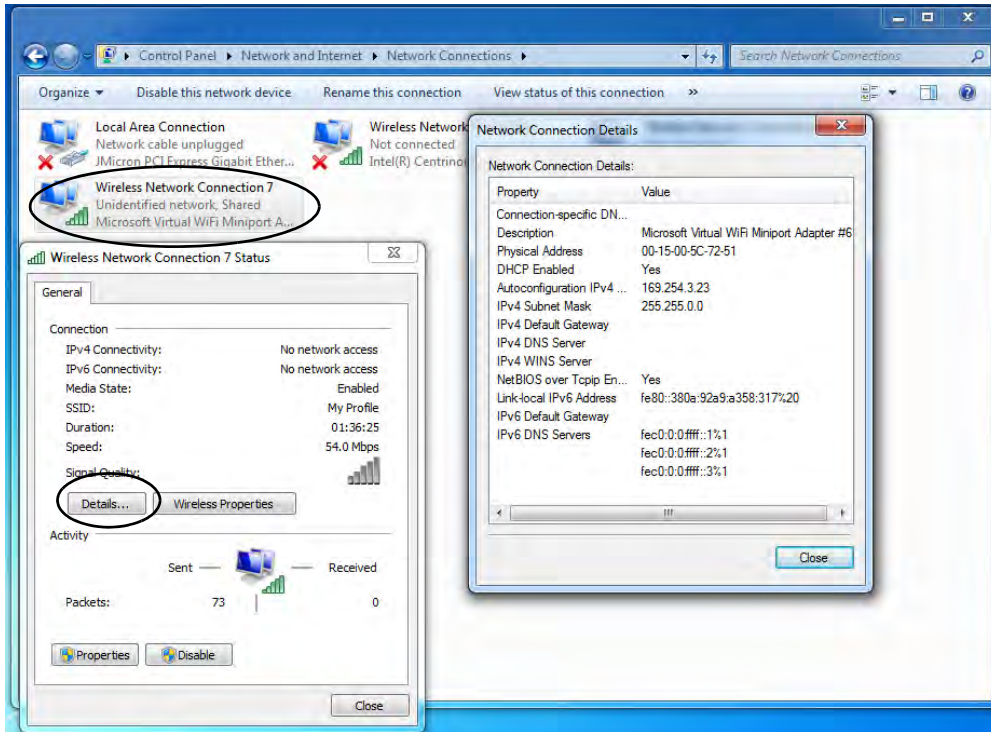 Control Panel ▸ Network and Internet ▸ Network Connections ▸
Search Network Connections
Organize ▾ Disable this network device Rename this connection View status of this connection »
Local Area Connection
Network cable unplugged
JMicron PCI Express Gigabit Ether...
Wireless Network
Not connected
Intel(R)
Wireless Network Connection 7
Unidentified network, Shared
Microsoft Virtual WiFi Miniport A...
Wireless Network Connection 7 Status
General
Connection
IPv4 Connectivity: No network access
IPv6 Connectivity: No network access
Media State: Enabled
SSID: My Profile
Duration: 01:36:25
Speed: 54.0 Mbps
Signal Quality:
Details... Wireless Properties
Activity
Sent — — Received
Packets: 73 0
Properties Disable
Close
Network Connection Details
Network Connection Details:
Property Value
Connection-specific DN...
Description Microsoft Virtual WiFi Miniport Adapter #6
Physical Address 00-15-00-5C-72-51
DHCP Enabled Yes
Autoconfiguration IPv4 ... 169.254.3.23
IPv4 Subnet Mask 255.255.0.0
IPv4 Default Gateway
IPv4 DNS Server
IPv4 WINS Server
NetBIOS over Tcpip En... Yes
Link-local IPv6 Address fe80::380a:92a9:a358:317%20
IPv6 Default Gateway
IPv6 DNS Servers fec0:0:0:ffff::1%1
fec0:0:0:ffff::2%1
fec0:0:0:ffff::3%1
Close